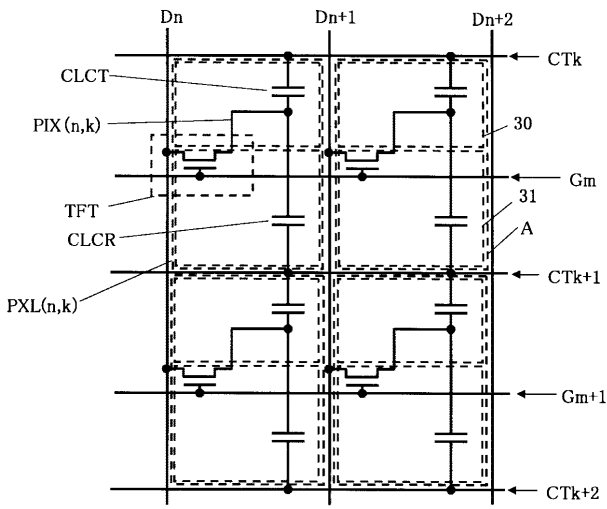 Dn Dn+1 Dn+2
CTk
CLCT
PIX(n,k)
30
Gm
TFT
31
CLCR
A
CTk+1
PXL(n,k)
Gm+1
CTk+2